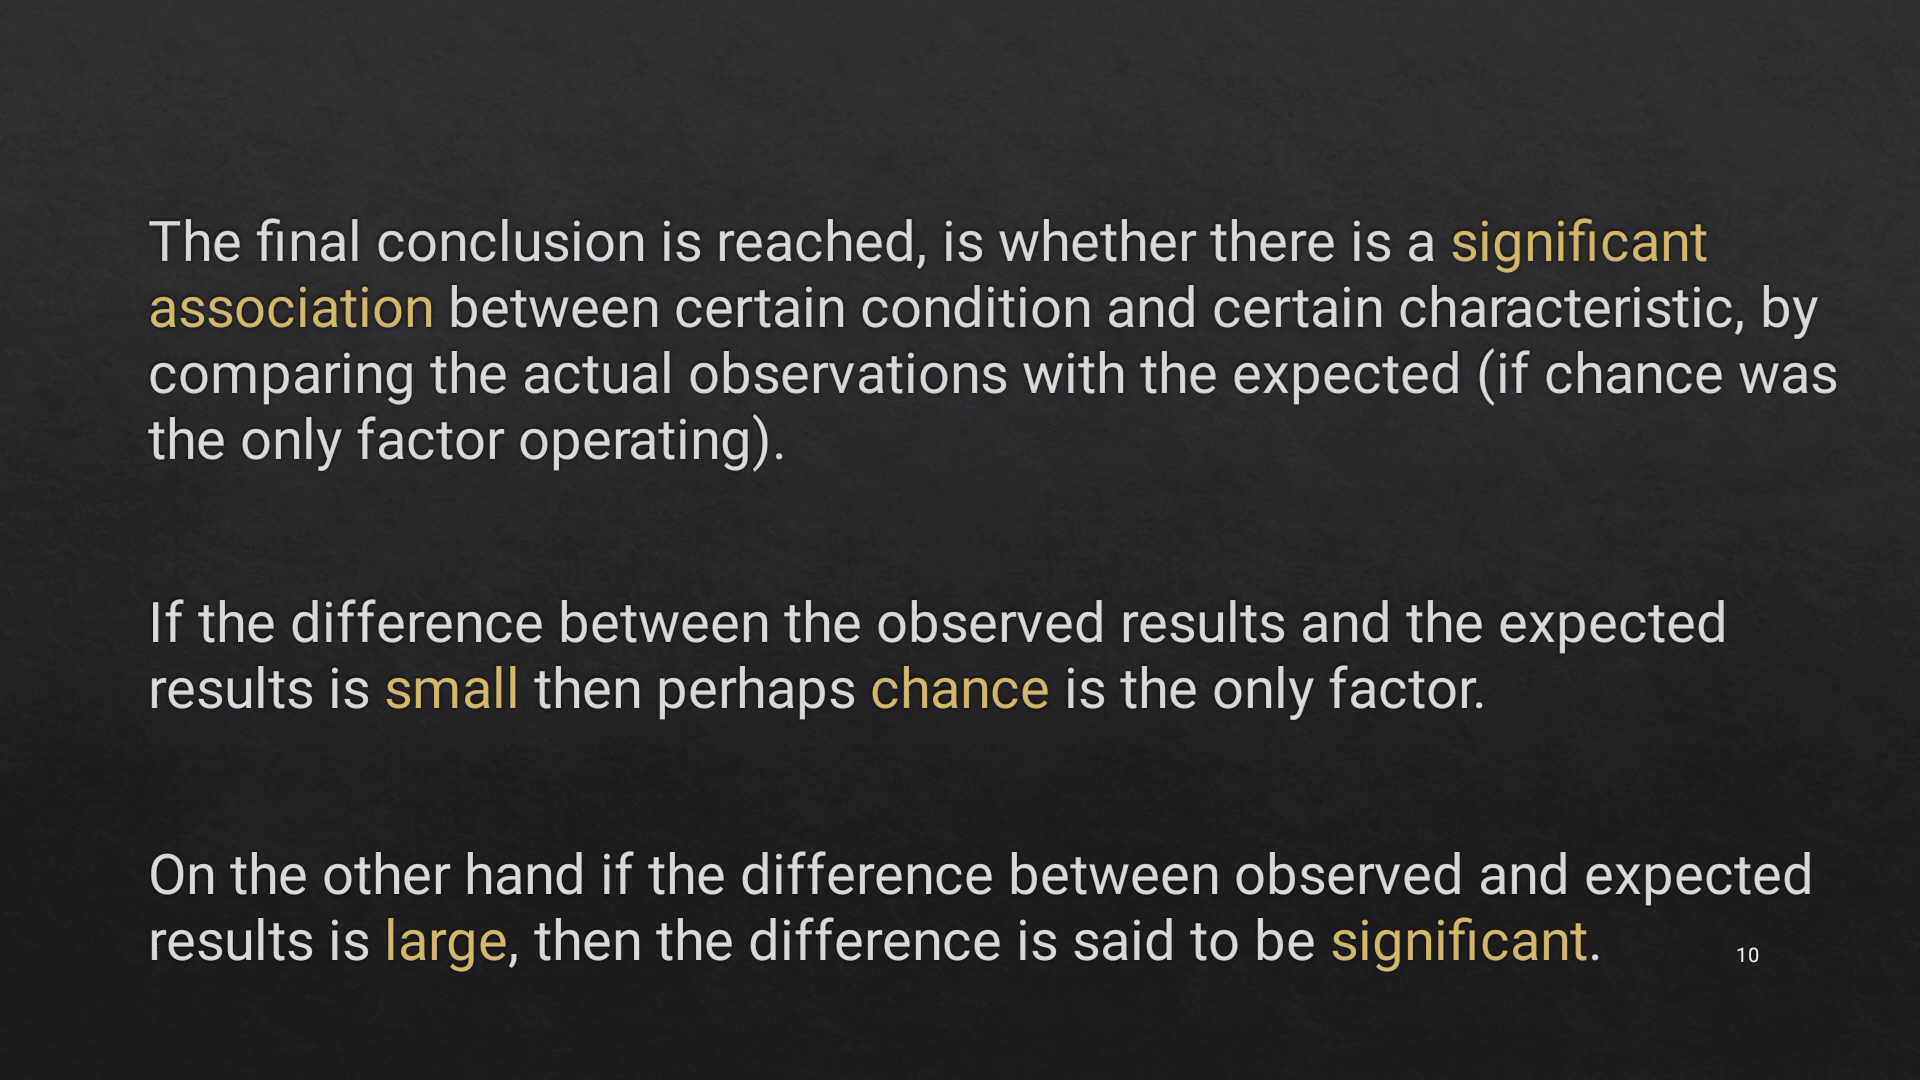 The final conclusion is reached, is whether there is a significant
association between certain condition and certain characteristic, by
comparing the actual observations with the expected (if chance was
the only factor operating).
If the difference between the observed results and the expected
results is small then perhaps chance is the only factor.
On the other hand if the difference between observed and expected
results is large, then the difference is said to be significant.
10